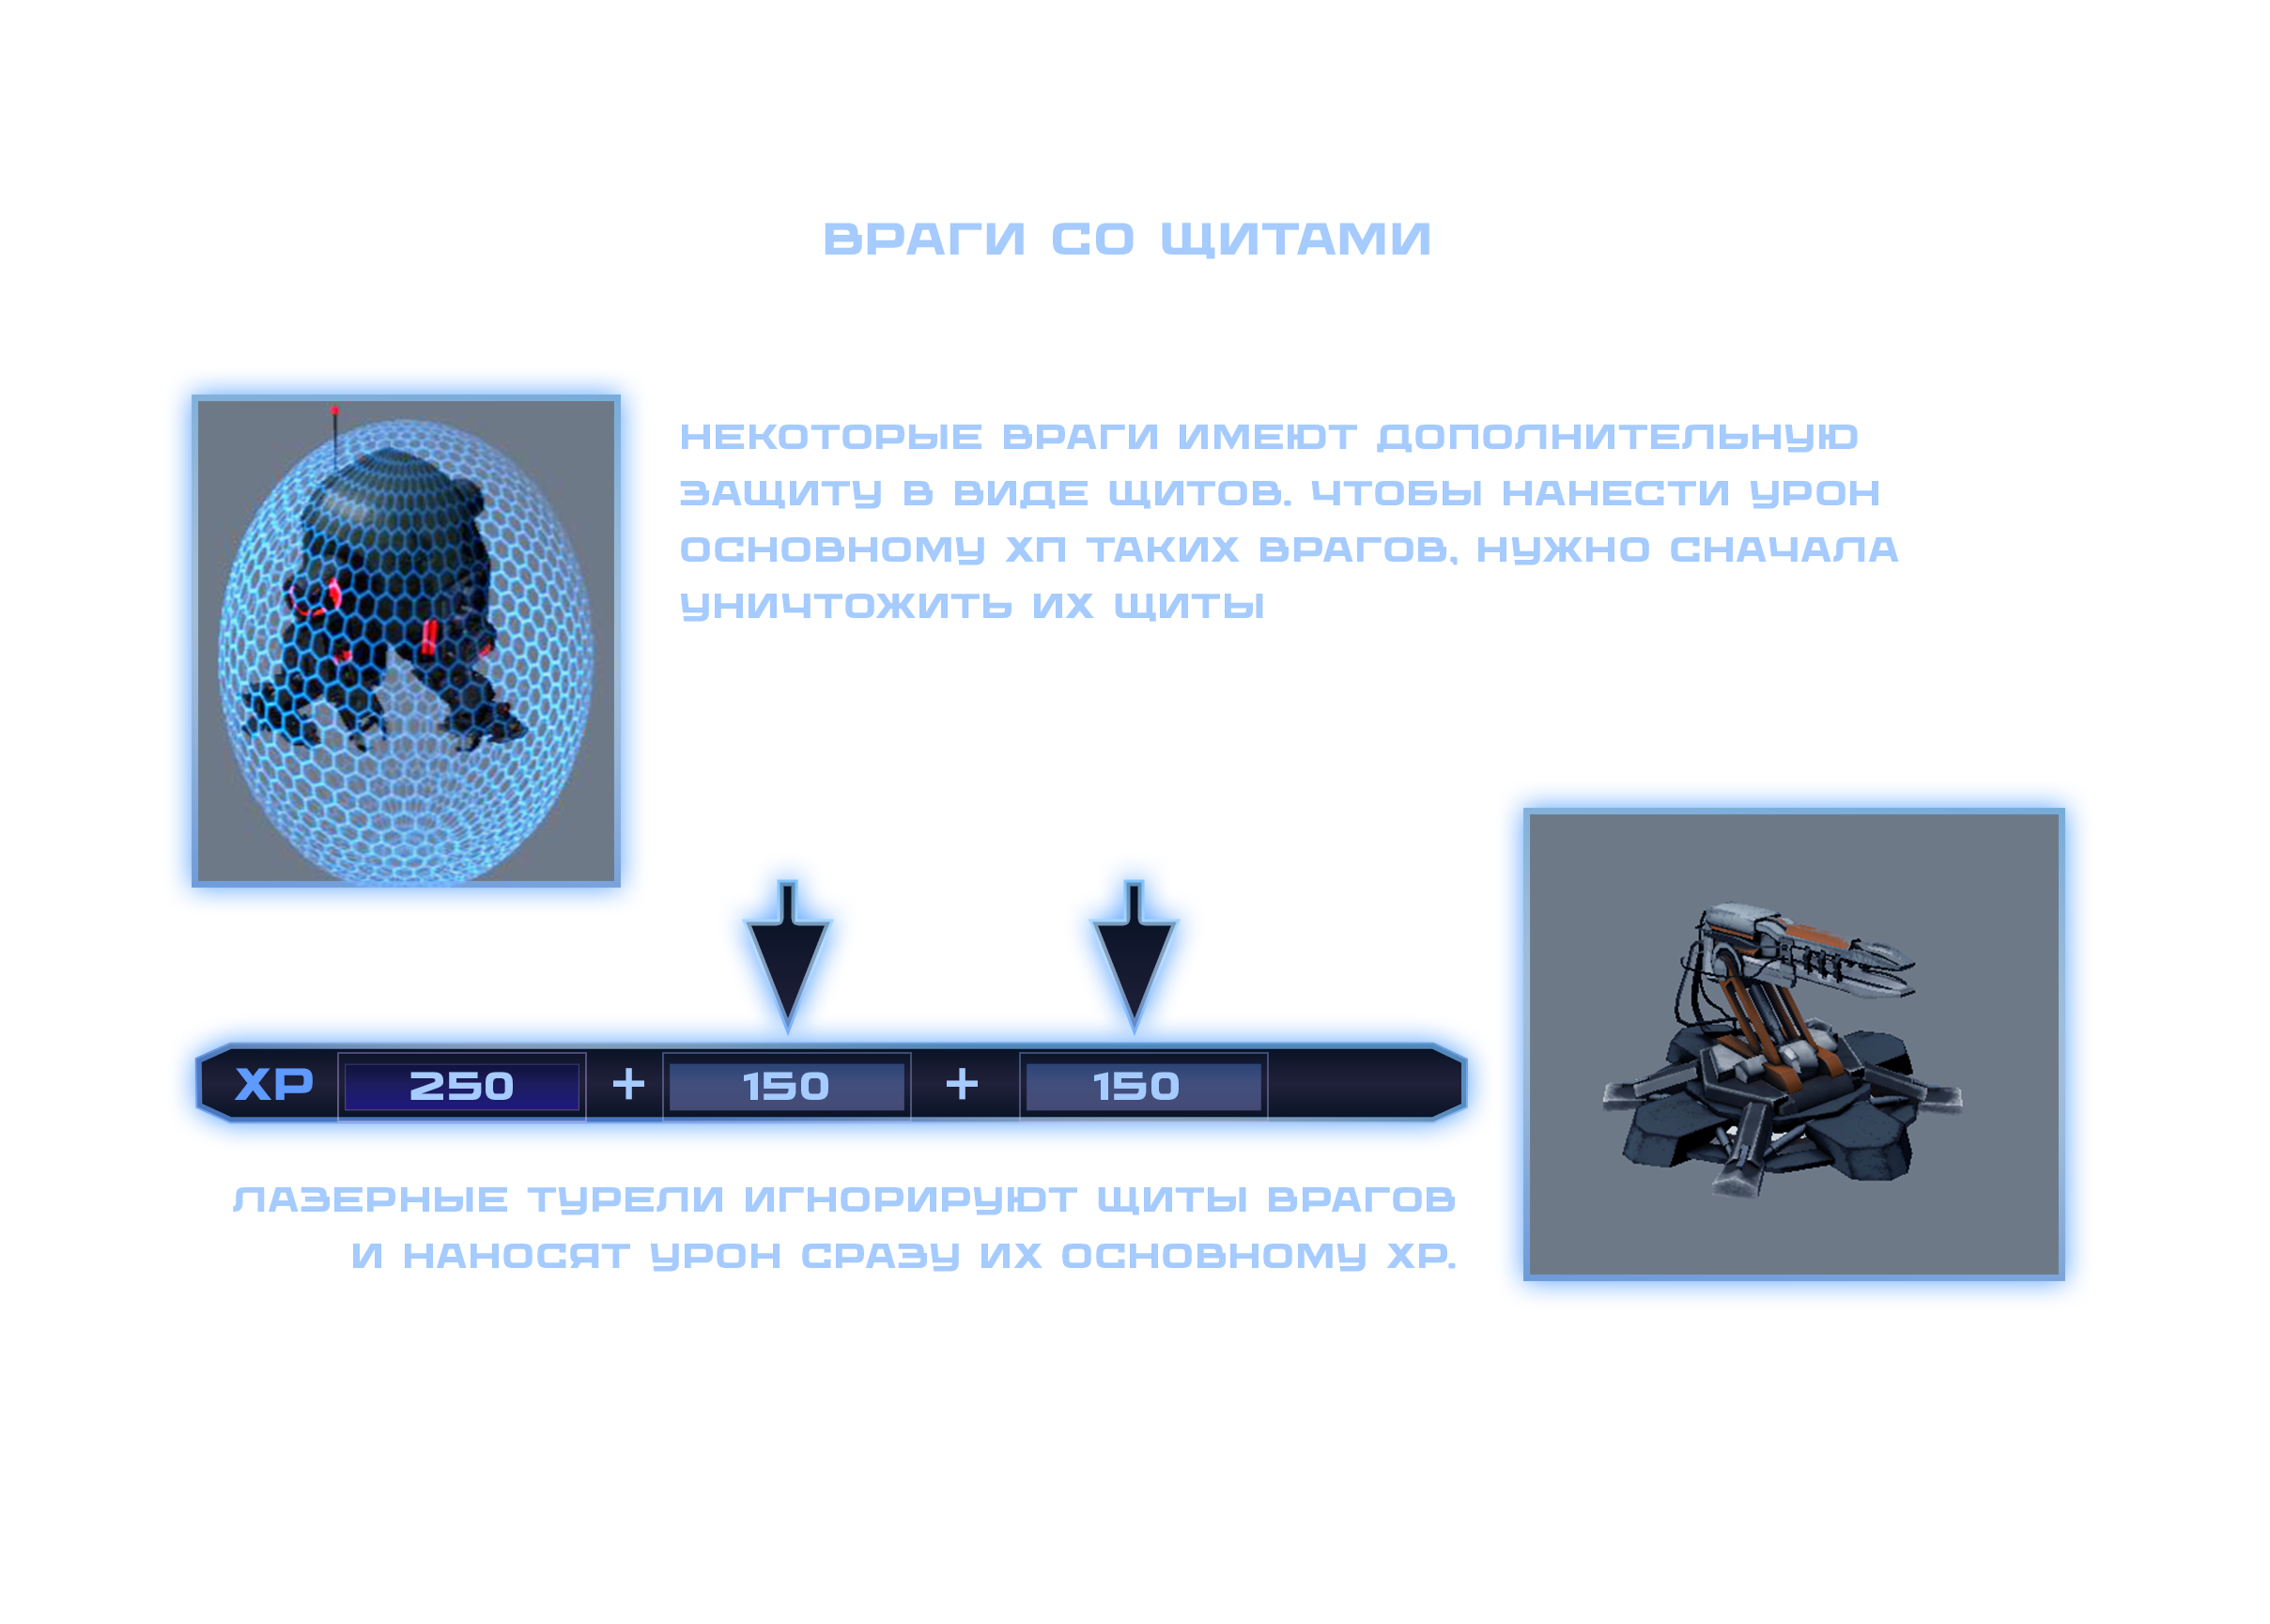 ВРАГИ СО ЩИТАМИ
НЕКОТОРЫЕ ВРАГИ ИМЕЮТ ДОПОЛНИТЕЛЬНУЮ
ЗАЩИТУ В ВИДЕ ЩИТОВ. ЧТОБЫ НАНЕСТИ УРОН
ОСНОВНОМУ ХП ТАКИХ ВРАГОВ, НУЖНО СНАЧАЛА
УНИЧТОЖИТЬ ИХ ЩИТЫ
XP 250 + 150 + 150
ЛАЗЕРНЫЕ ТУРЕЛИ ИГНОРИРУЮТ ЩИТЫ ВРАГОВ
И НАНОСЯТ УРОН СРАЗУ ИХ ОСНОВНОМУ XP.